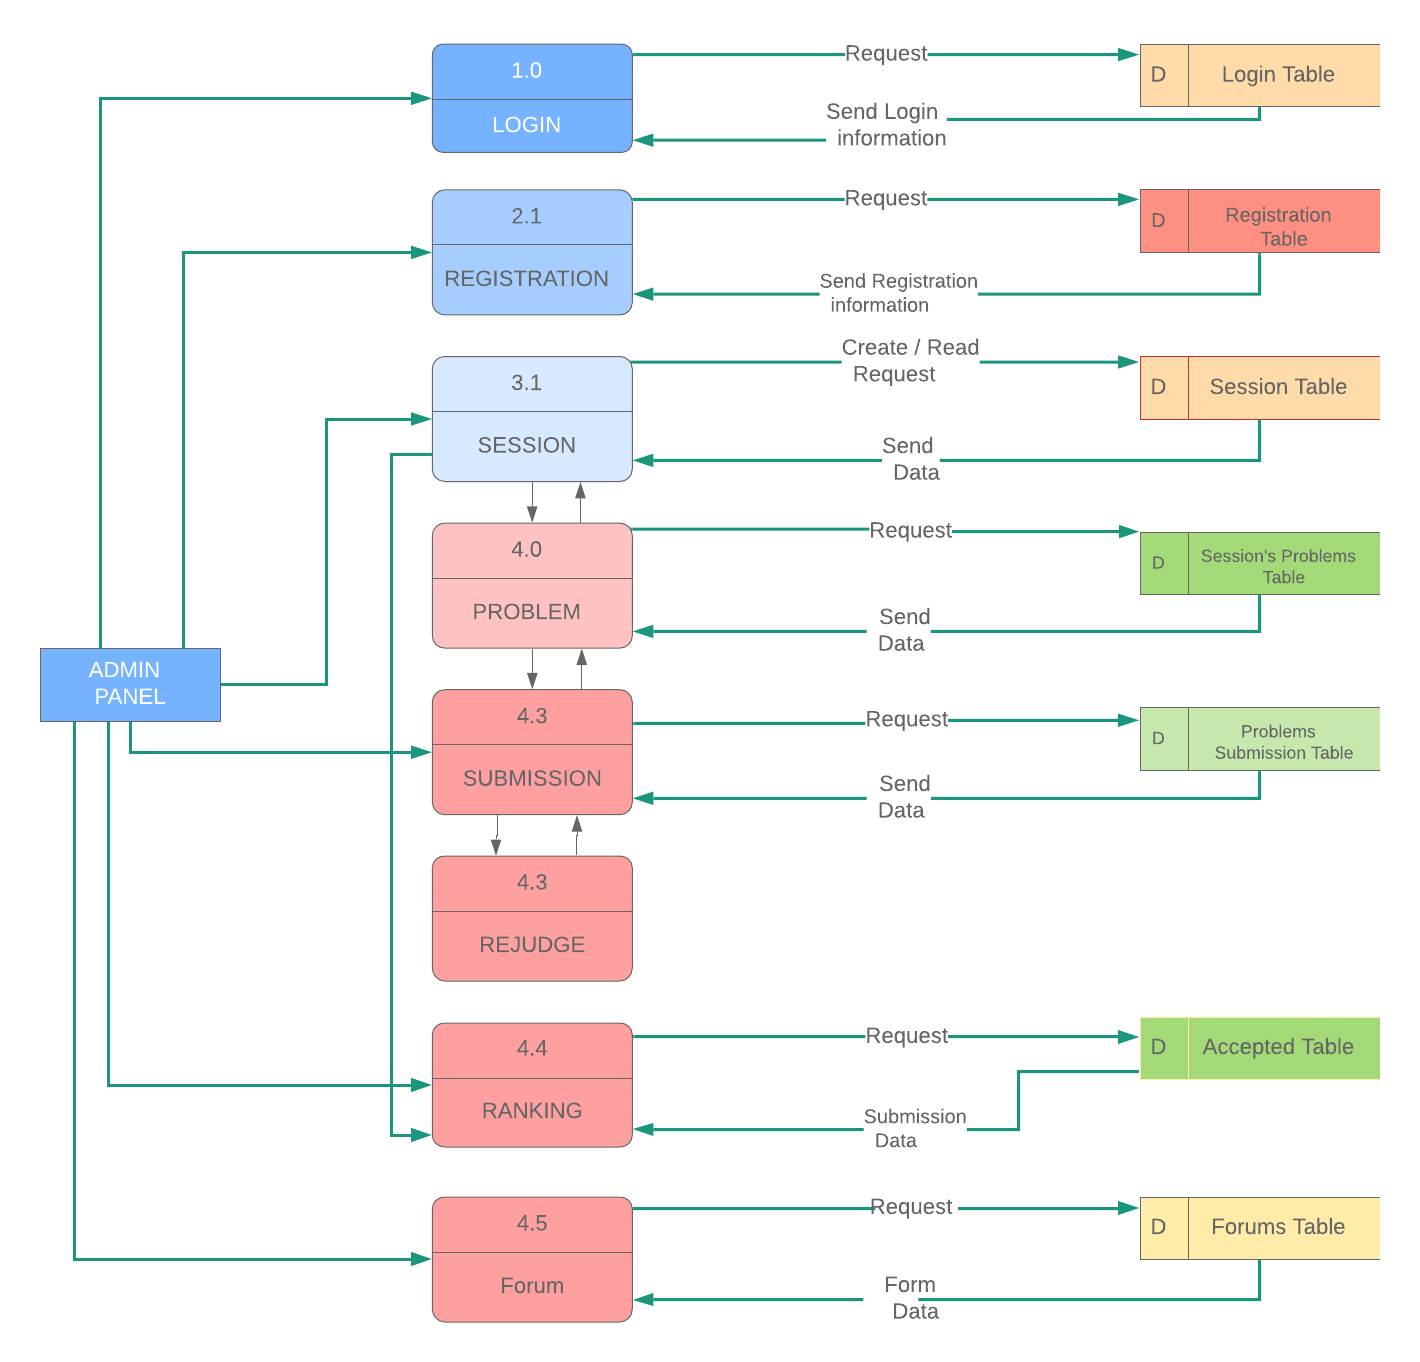 1.0
LOGIN
Request
D
Login Table
Send Login
information
2.1
REGISTRATION
Request
D
Registration
Table
Send Registration
information
3.1
SESSION
Create / Read
Request
D
Session Table
Send
Data
4.0
PROBLEM
Request
D
Session's Problems
Table
Send
Data
ADMIN
PANEL
4.3
SUBMISSION
Request
D
Problems
Submission Table
Send
Data
4.3
REJUDGE
4.4
RANKING
Request
D
Accepted Table
Submission
Data
4.5
Forum
Request
D
Forums Table
Form
Data